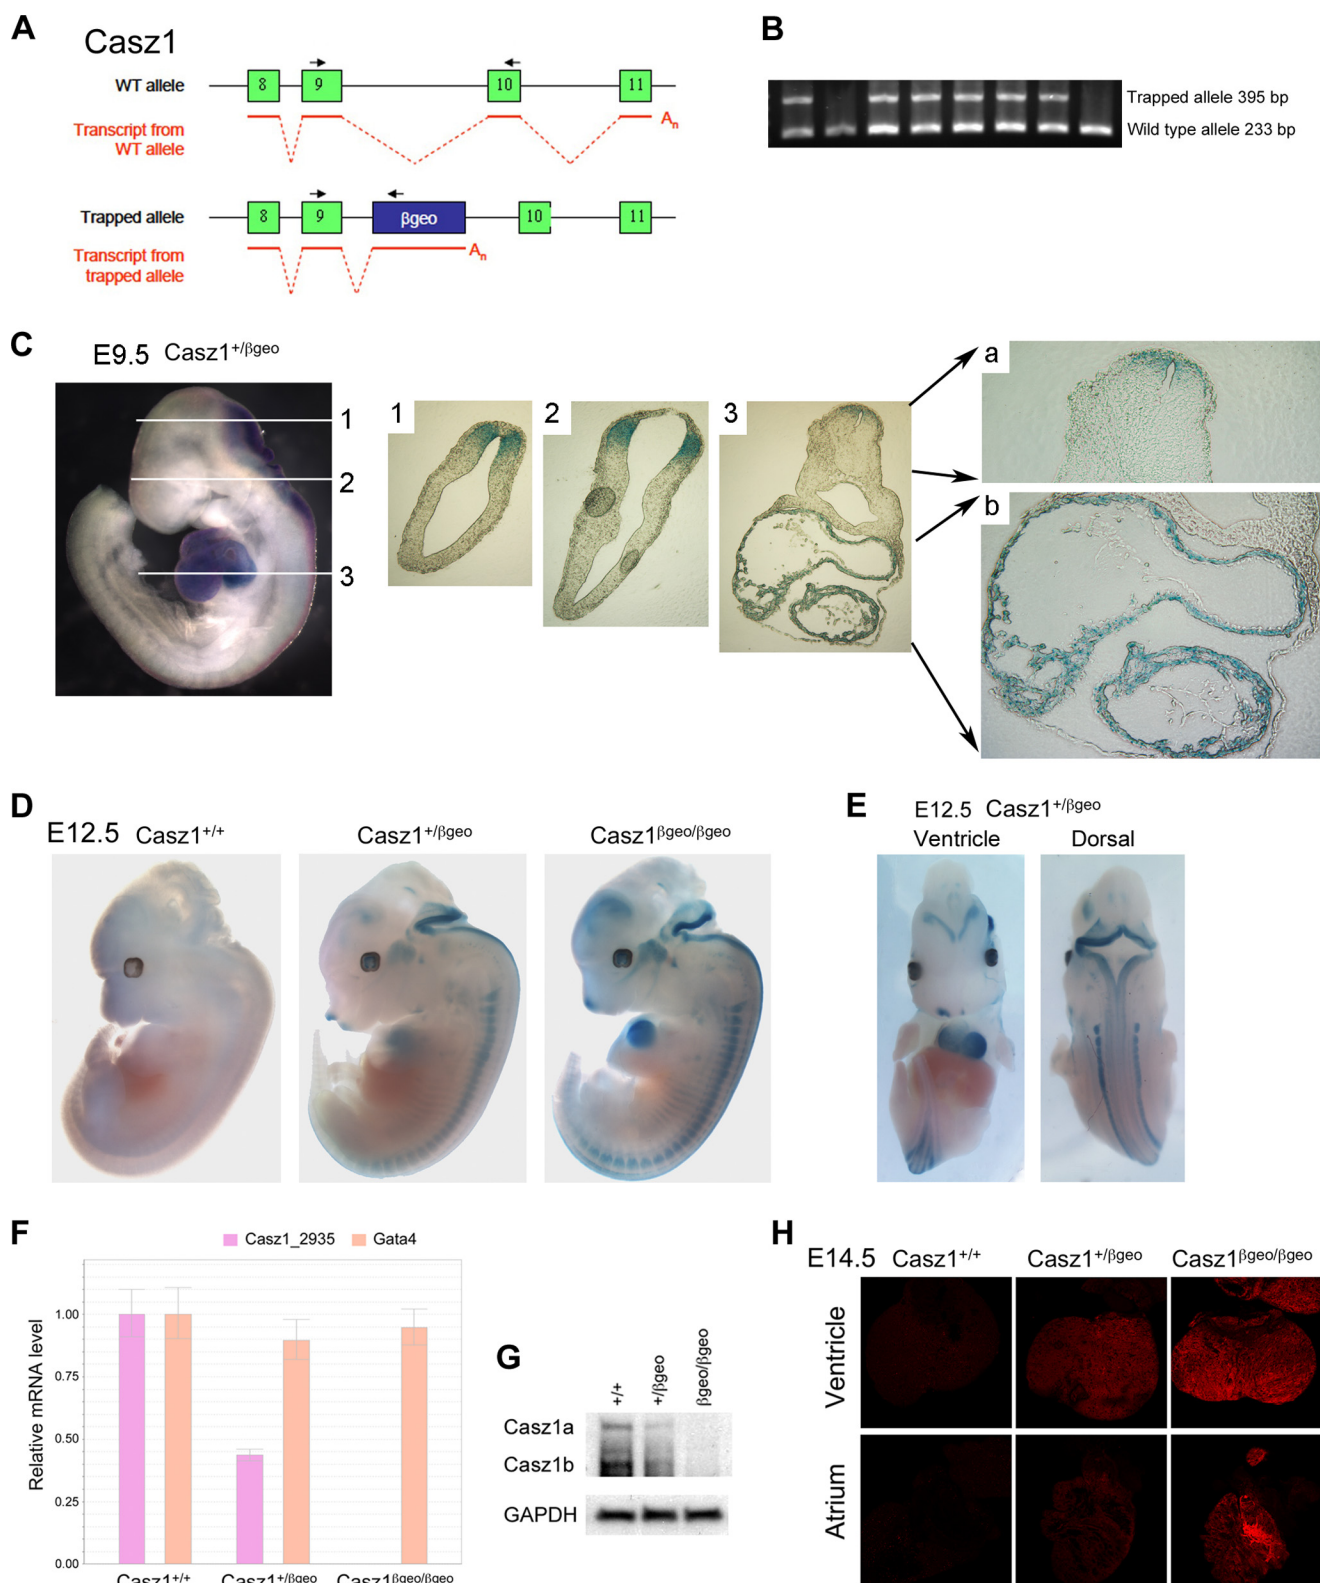 A
Casz1
WT allele
8
9
10
11
Transcript from
WT allele
An
Trapped allele
8
9
βgeo
10
11
Transcript from
trapped allele
An
B
Trapped allele 395 bp
Wild type allele 233 bp
C
E9.5 Casz1+/βgeo
1
2
3
1
2
3
a
b
D
E12.5 Casz1+/+
Casz1+/βgeo
Casz1βgeo/βgeo
E
E12.5 Casz1+/βgeo
Ventricle
Dorsal
F
Casz1_2935
Gata4
Relative mRNA level
1.00
0.75
0.50
0.25
0.00
Casz1+/+
Casz1+/βgeo
Casz1βgeo/βgeo
G
+/+
+/βgeo
βgeo/βgeo
Casz1a
Casz1b
GAPDH
H
E14.5 Casz1+/+
Casz1+/βgeo
Casz1βgeo/βgeo
Ventricle
Atrium